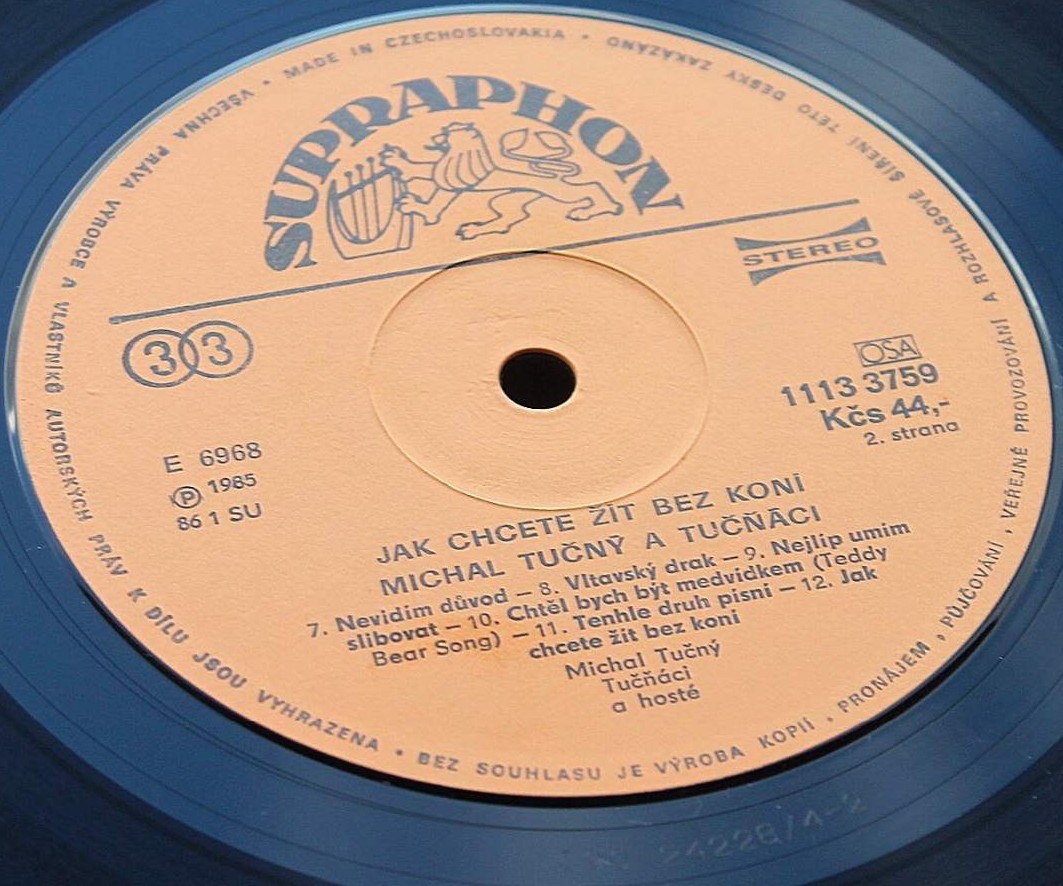 SUPRAPHON
STEREO
33
OSA
1113 3759
Kčs 44,-
2. strana
E 6968
Ⓟ 1985
86 1 SU
JAK CHCETE ŽÍT BEZ KONÍ
MICHAL TUČNÝ A TUČŇÁCI
7. Nevidím důvod – 8. Vltavský drak – 9. Nejlíp umím
slibovat – 10. Chtěl bych být medvídkem (Teddy
Bear Song) – 11. Tenhle druh písní – 12. Jak
chcete žít bez koní
Michal Tučný
Tučňáci
a hosté
MADE IN CZECHOSLOVAKIA • VŠECHNA PRÁVA VÝROBCE A VLASTNÍKŮ AUTORSKÝCH PRÁV K DÍLU JSOU VYHRAZENA • BEZ SOUHLASU JE VÝROBA KOPIÍ , PRONÁJEM , PŮJČOVÁNÍ , VEŘEJNÉ PROVOZOVÁNÍ A ROZHLASOVÉ ŠÍŘENÍ TÉTO DESKY ZAKÁZÁNO •